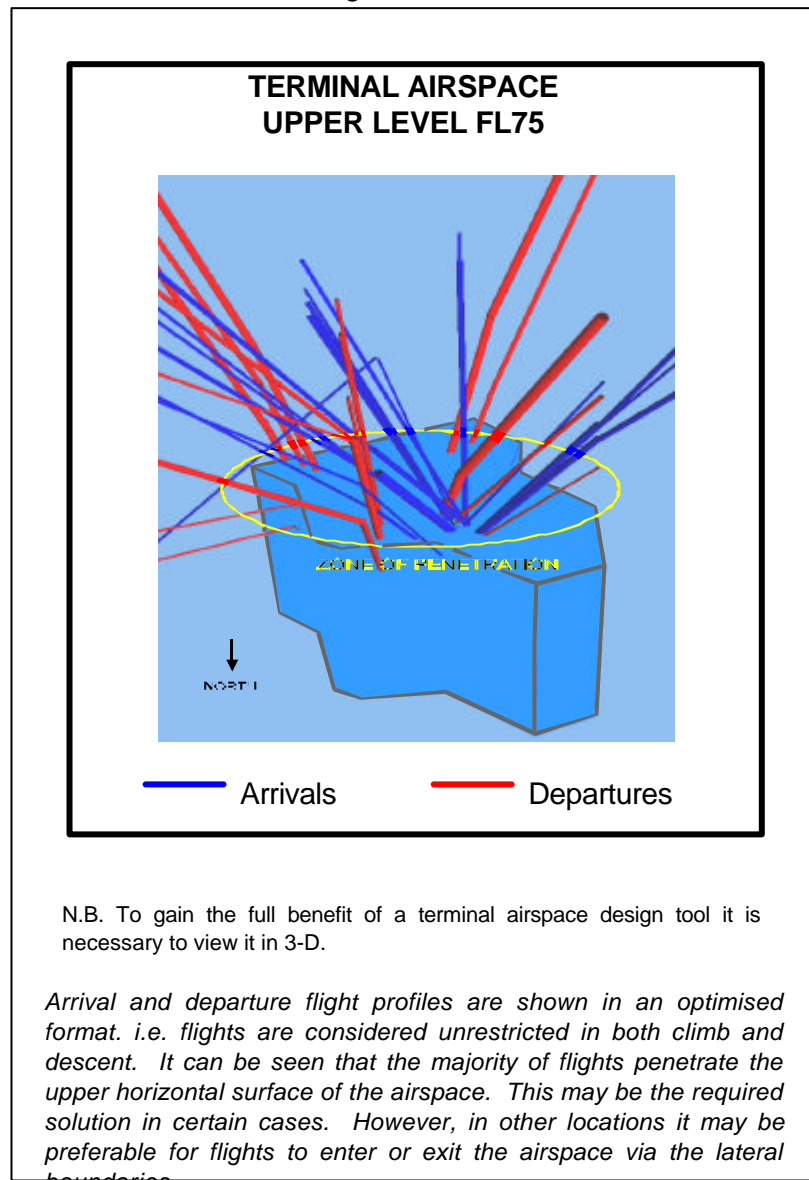 TERMINAL AIRSPACE
UPPER LEVEL FL75
ZONE OF PENETRATION
NORTH
Arrivals
Departures
N.B. To gain the full benefit of a terminal airspace design tool it is
necessary to view it in 3-D.
Arrival and departure flight profiles are shown in an optimised
format. i.e. flights are considered unrestricted in both climb and
descent. It can be seen that the majority of flights penetrate the
upper horizontal surface of the airspace. This may be the required
solution in certain cases. However, in other locations it may be
preferable for flights to enter or exit the airspace via the lateral
boundaries